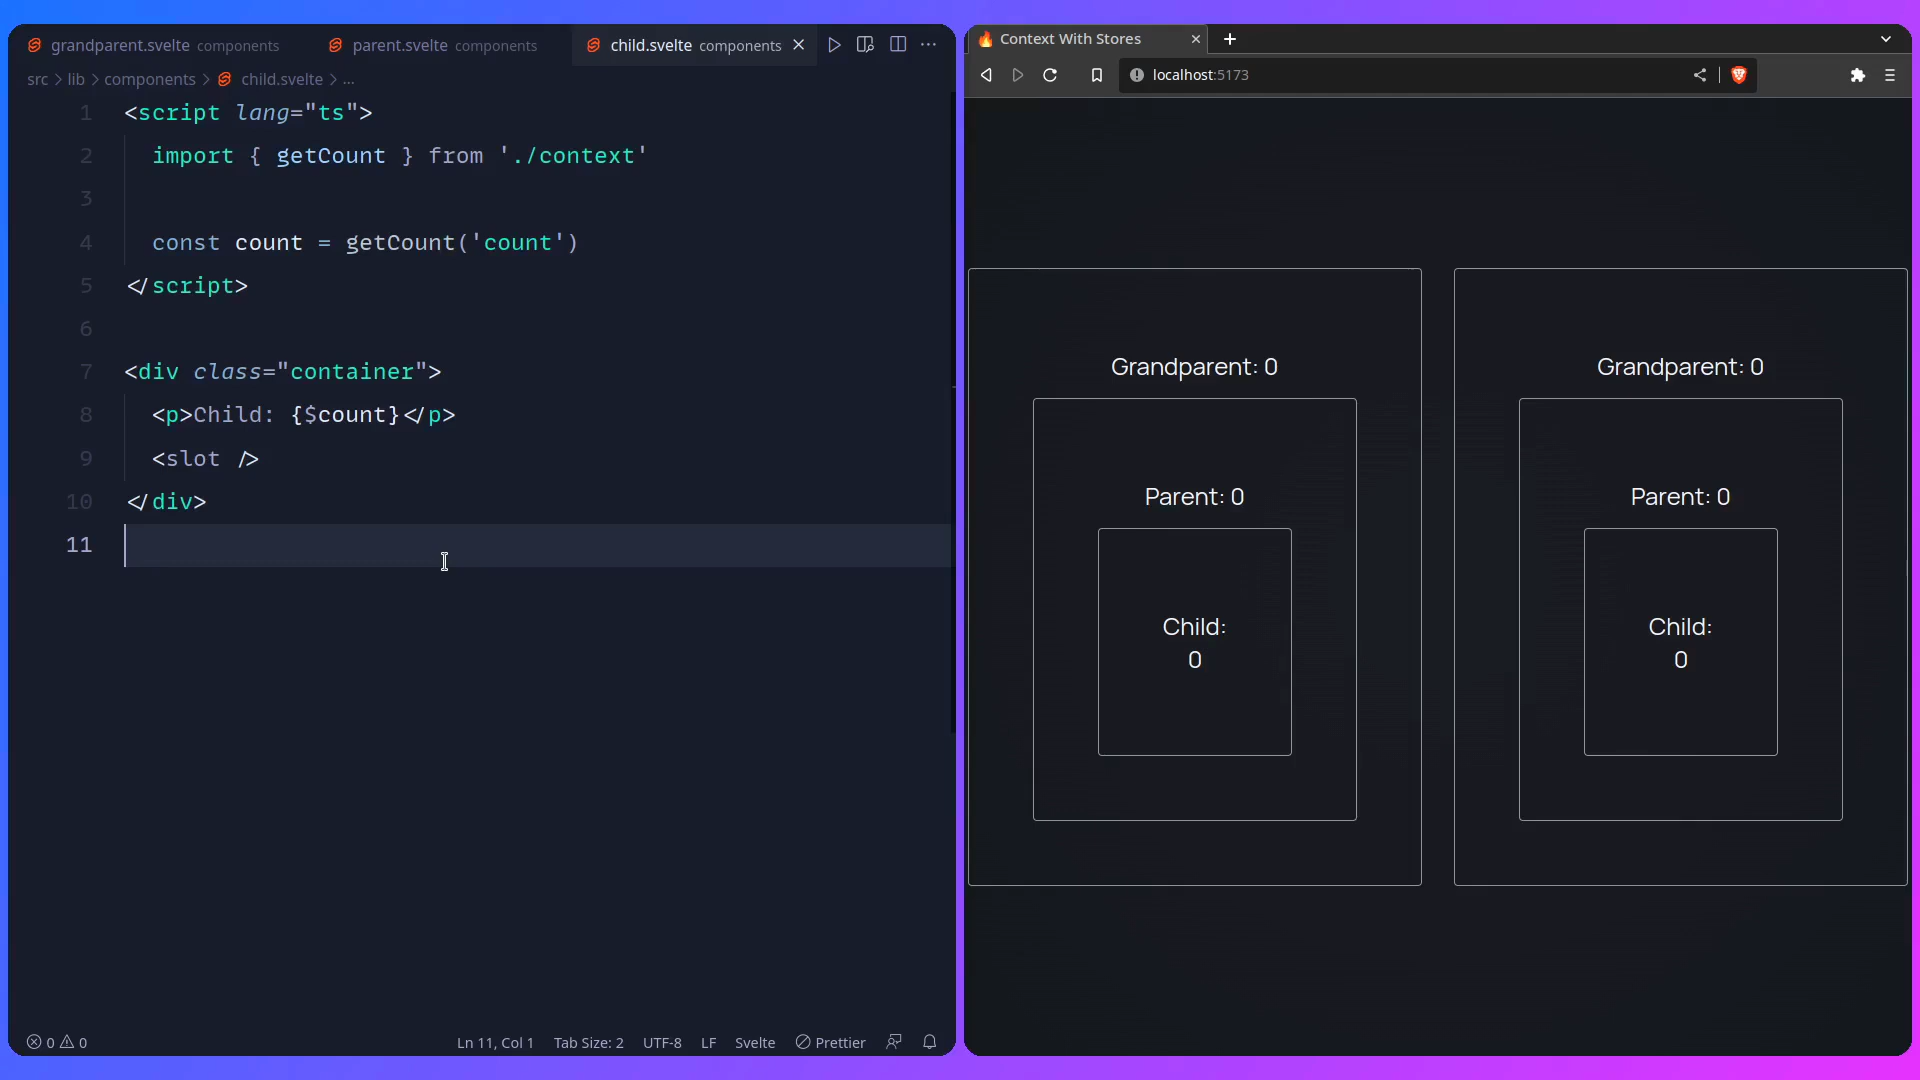 grandparent.svelte components parent.svelte components child.svelte components
src > lib > components > child.svelte > ...
1 <script lang="ts">
2 import { getCount } from './context'
3
4 const count = getCount('count')
5 </script>
6
7 <div class="container">
8 <p>Child: {$count}</p>
9 <slot />
10 </div>
11
0 0 Ln 11, Col 1 Tab Size: 2 UTF-8 LF Svelte Prettier
Context With Stores
localhost:5173
Grandparent: 0
Parent: 0
Child:
0
Grandparent: 0
Parent: 0
Child:
0